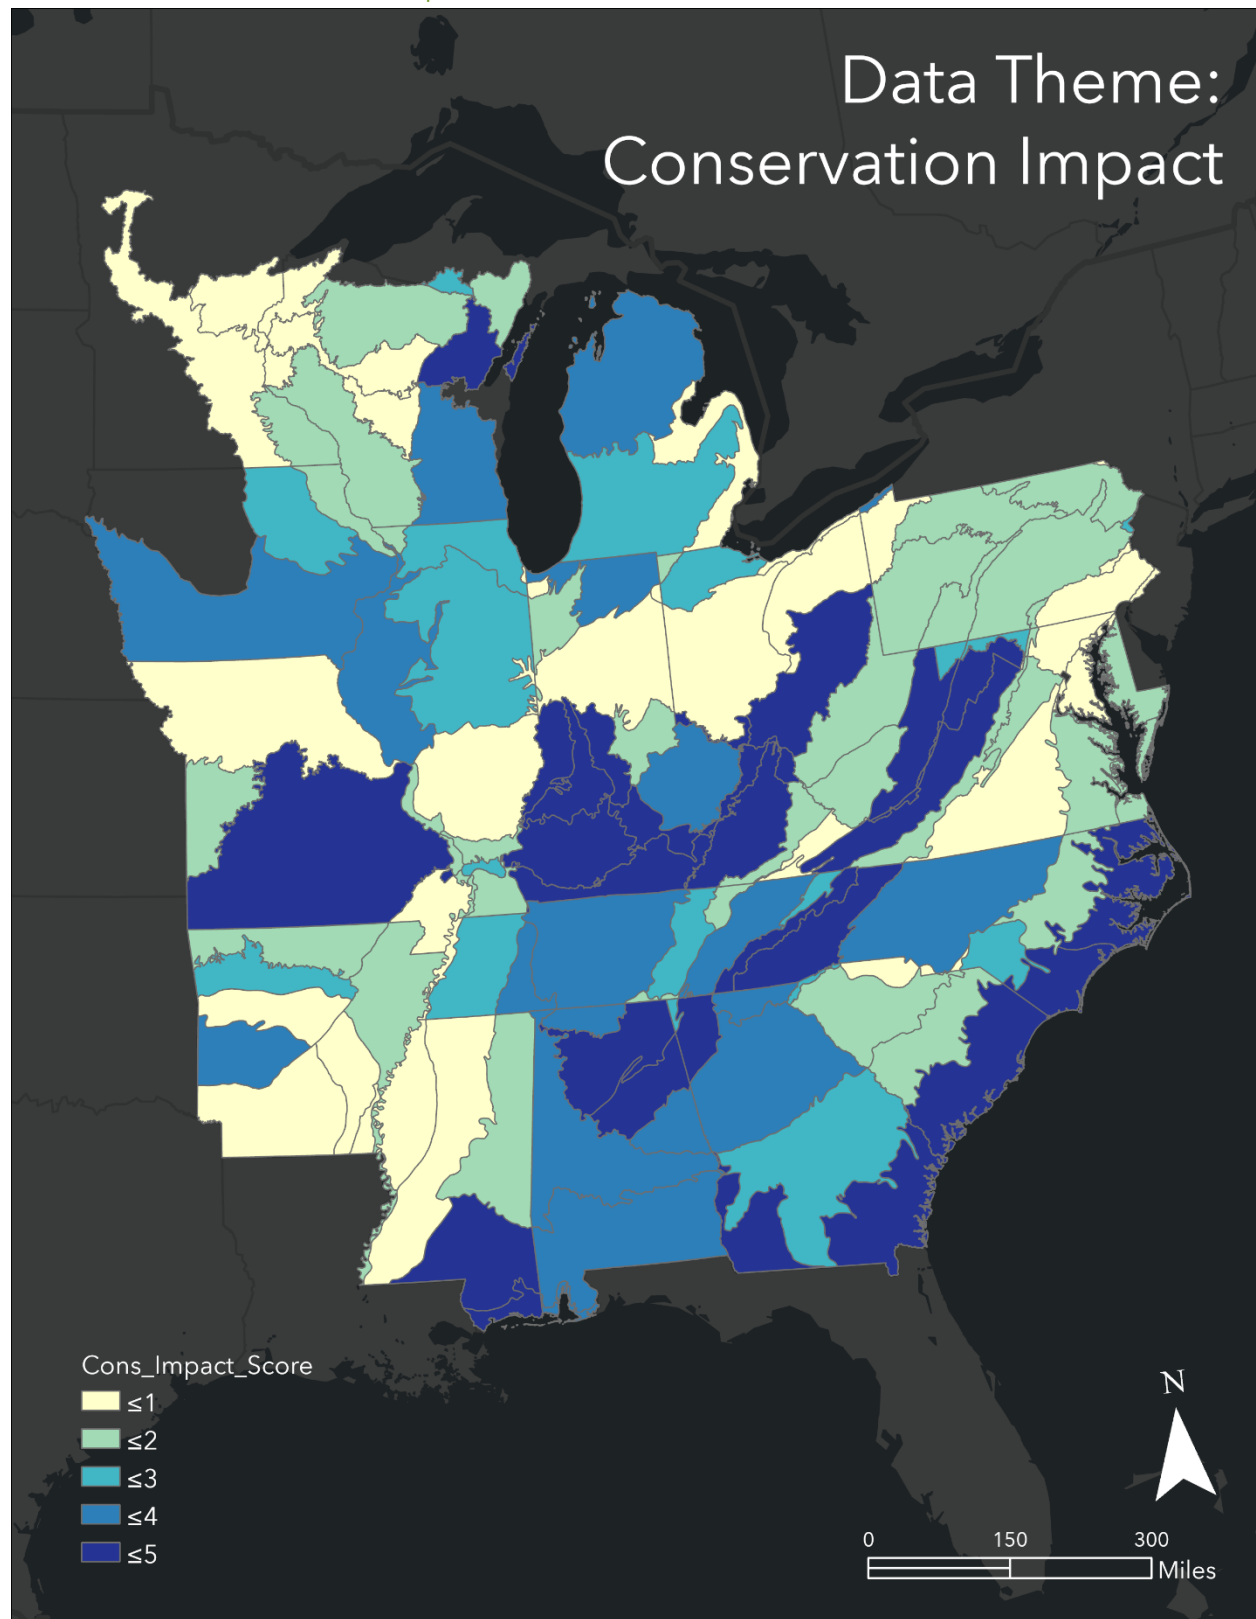 Data Theme:
Conservation Impact
Cons_Impact_Score
≤1
≤2
≤3
≤4
≤5
N
0 150 300
Miles